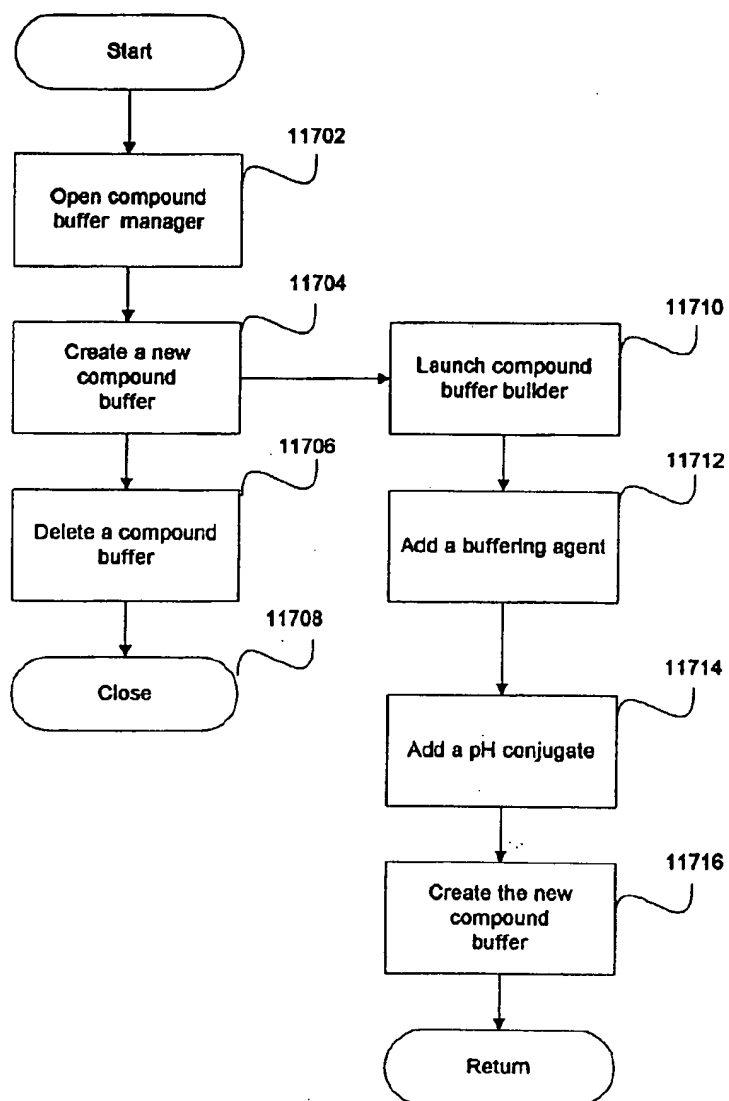 Start
11702
Open compound
buffer manager
11704
Create a new
compound
buffer
11706
Delete a compound
buffer
11708
Close
11710
Launch compound
buffer builder
11712
Add a buffering agent
11714
Add a pH conjugate
11716
Create the new
compound
buffer
Return